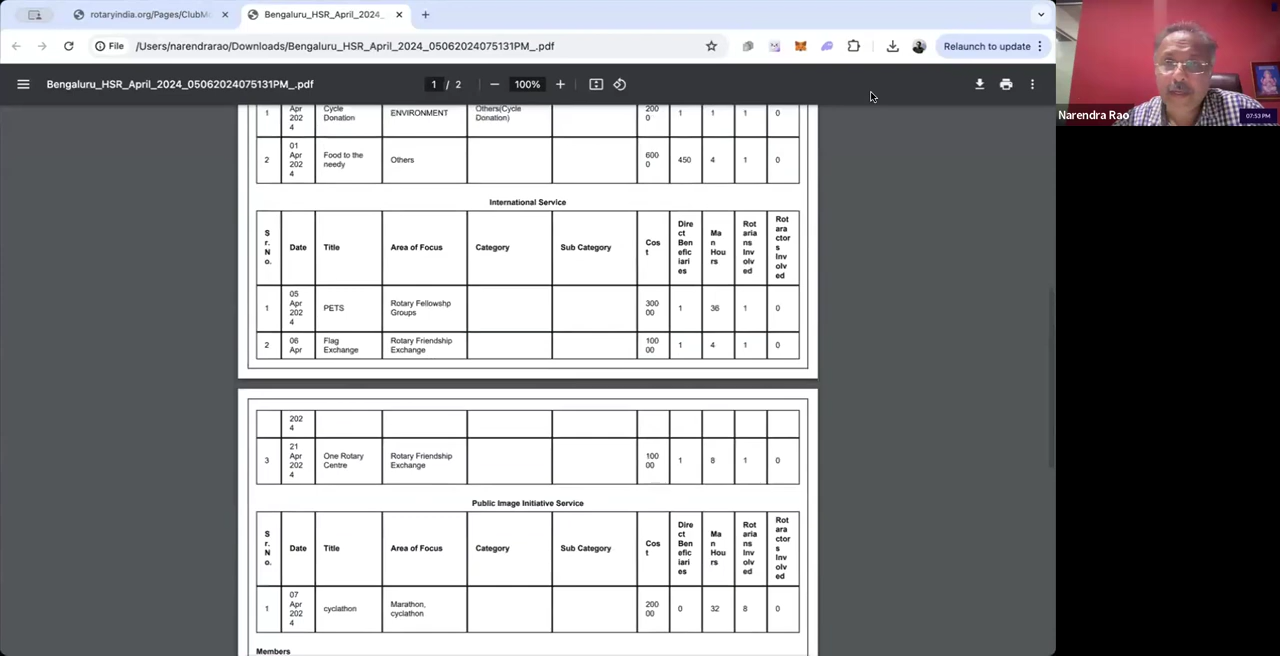 rotaryindia.org/Pages/ClubM
Bengaluru_HSR_April_2024_
File /Users/narendrarao/Downloads/Bengaluru_HSR_April_2024_05062024075131PM_.pdf
Relaunch to update
Bengaluru_HSR_April_2024_05062024075131PM_.pdf
1 / 2
100%
Narendra Rao
07:53 PM
1 Apr 202 4 Cycle Donation ENVIRONMENT Others(Cycle Donation) 200 0 1 1 1 0
2 01 Apr 202 4 Food to the needy Others 600 0 450 4 1 0
International Service
S r. N o. Date Title Area of Focus Category Sub Category Cos t Dire ct Ben efic iari es Ma n Hou rs Rot aria ns Inv olv ed Rot ara ctor s Inv olv ed
1 05 Apr 202 4 PETS Rotary Fellowshp Groups 300 00 1 36 1 0
2 06 Apr Flag Exchange Rotary Friendship Exchange 100 00 1 4 1 0
202 4
3 21 Apr 202 4 One Rotary Centre Rotary Friendship Exchange 100 00 1 8 1 0
Public Image Initiative Service
S r. N o. Date Title Area of Focus Category Sub Category Cos t Dire ct Ben efic iari es Ma n Hou rs Rot aria ns Inv olv ed Rot ara ctor s Inv olv ed
1 07 Apr 202 4 cyclathon Marathon, cyclathon 200 00 0 32 8 0
Members